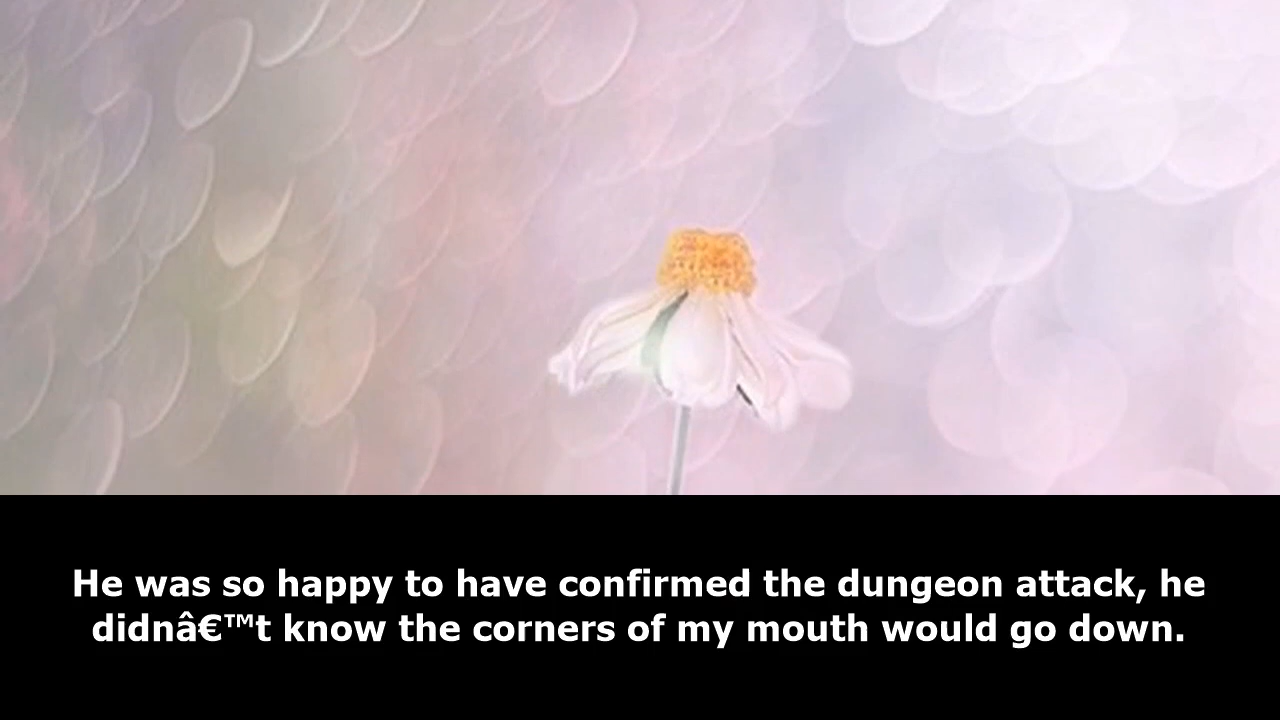 He was so happy to have confirmed the dungeon attack, he
didnâ€™t know the corners of my mouth would go down.